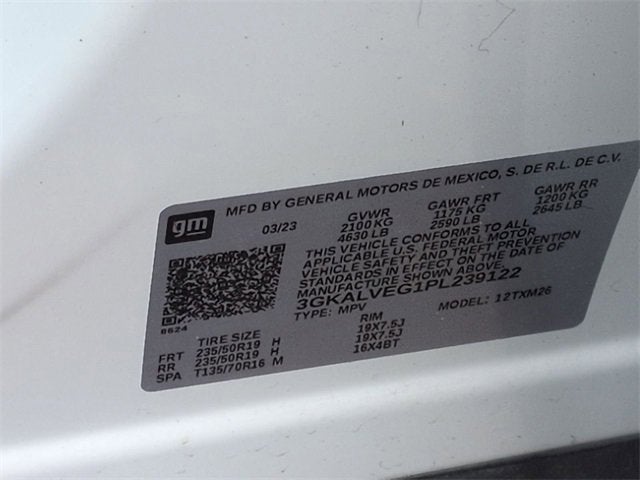 gm
MFD BY GENERAL MOTORS DE MEXICO, S. DE R.L. DE C.V.
03/23 GVWR GAWR FRT GAWR RR
2100 KG 1175 KG 1200 KG
4630 LB 2590 LB 2645 LB
THIS VEHICLE CONFORMS TO ALL
APPLICABLE U.S. FEDERAL MOTOR
VEHICLE SAFETY AND THEFT PREVENTION
STANDARDS IN EFFECT ON THE DATE OF
MANUFACTURE SHOWN ABOVE.
3GKALVEG1PL239122
TYPE: MPV MODEL: 12TXM26
8624
TIRE SIZE RIM
FRT 235/50R19 H 19X7.5J
RR 235/50R19 H 19X7.5J
SPA T135/70R16 M 16X4BT